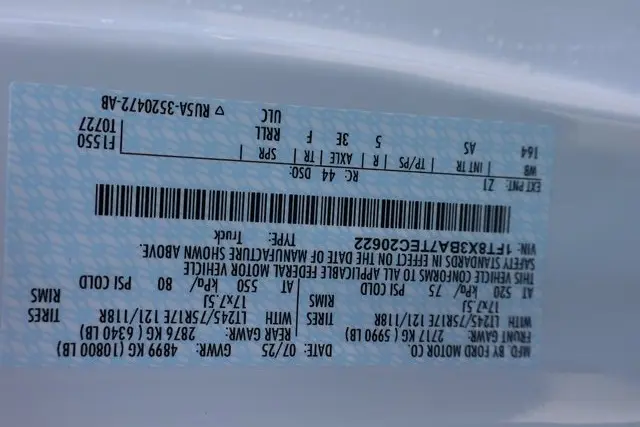 MFD. BY FORD MOTOR CO.
DATE: 07/25 GVWR: 4899 KG (10800 LB)
FRONT GAWR: 2717 KG ( 5990 LB) REAR GAWR: 2876 KG ( 6340 LB)
WITH LT245/75R17E 121/118R TIRES WITH LT245/75R17E 121/118R TIRES
17x7.5J RIMS 17x7.5J RIMS
AT 520 kPa/ 75 PSI COLD AT 550 kPa/ 80 PSI COLD
THIS VEHICLE CONFORMS TO ALL APPLICABLE FEDERAL MOTOR VEHICLE
SAFETY STANDARDS IN EFFECT ON THE DATE OF MANUFACTURE SHOWN ABOVE.
VIN: 1FT8X3BA7TEC20622 TYPE: Truck
EXT PNT: Z1 RC: 44 DSO:
WB | INT TR | TP/PS | R | AXLE | TR | SPR
164 AS 5 3E F RRLL
F1550
T0727
ULC
▽ RU5A-3520472-AB